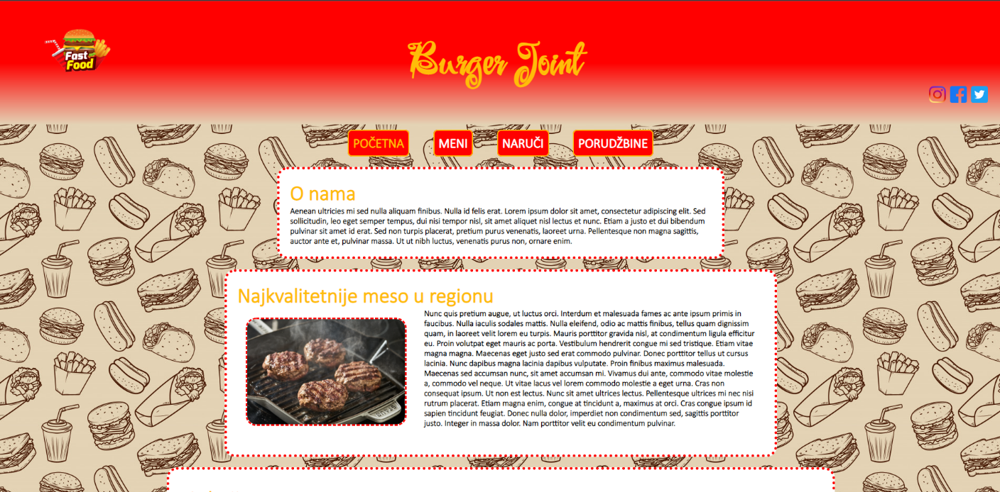 Fast
Food
Burger Joint
POČETNA
MENI
NARUČI
PORUDŽBINE
O nama
Aenean ultricies mi sed nulla aliquam finibus. Nulla id felis erat. Lorem ipsum dolor sit amet, consectetur adipiscing elit. Sed
sollicitudin, leo eget semper tempus, dui nisi tempor nisl, sit amet aliquet nisl lectus et nunc. Etiam a justo et dui bibendum
pulvinar sit amet id erat. Sed non turpis placerat, pretium purus venenatis, laoreet urna. Pellentesque non magna sagittis,
auctor ante et, pulvinar massa. Ut ut nibh luctus, venenatis purus non, ornare enim.
Najkvalitetnije meso u regionu
Nunc quis pretium augue, ut luctus orci. Interdum et malesuada fames ac ante ipsum primis in
faucibus. Nulla iaculis sodales mattis. Nulla eleifend, odio ac mattis finibus, tellus quam dignissim
quam, in laoreet velit lorem eu turpis. Mauris porttitor gravida nisl, at condimentum ligula efficitur
eu. Proin volutpat eget mauris ac porta. Vestibulum hendrerit congue mi sed tristique. Etiam vitae
magna magna. Maecenas eget justo sed erat commodo pulvinar. Donec porttitor tellus ut cursus
lacinia. Nunc dapibus magna lacinia dapibus vulputate. Proin finibus maximus malesuada.
Maecenas sed accumsan nunc, sit amet accumsan mi. Vivamus dui ante, commodo vitae molestie
a, commodo vel neque. Ut vitae lacus vel lorem commodo molestie a eget urna. Cras non
consequat ipsum. Ut non est lectus. Nunc sit amet ultrices lectus. Pellentesque ultrices mi nec nisi
rutrum placerat. Etiam magna enim, congue at tincidunt a, maximus at orci. Cras congue ipsum id
sapien tincidunt feugiat. Donec nulla dolor, imperdiet non condimentum sed, sagittis porttitor
justo. Integer in massa dolor. Nam porttitor velit eu condimentum pulvinar.